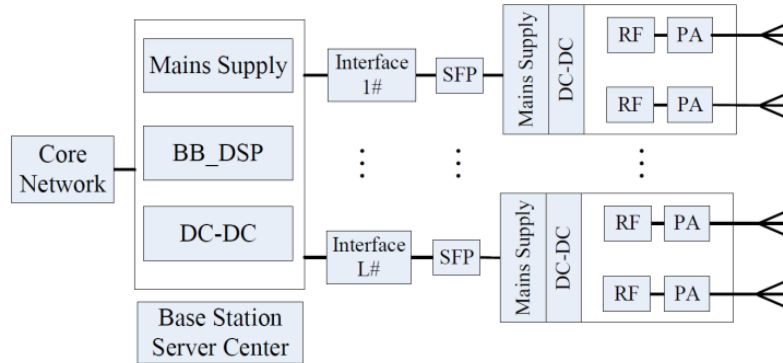 Core
Network
Mains Supply
BB_DSP
DC-DC
Base Station
Server Center
Interface
1#
SFP
Mains Supply
DC-DC
RF
PA
RF
PA
Interface
L#
SFP
Mains Supply
DC-DC
RF
PA
RF
PA